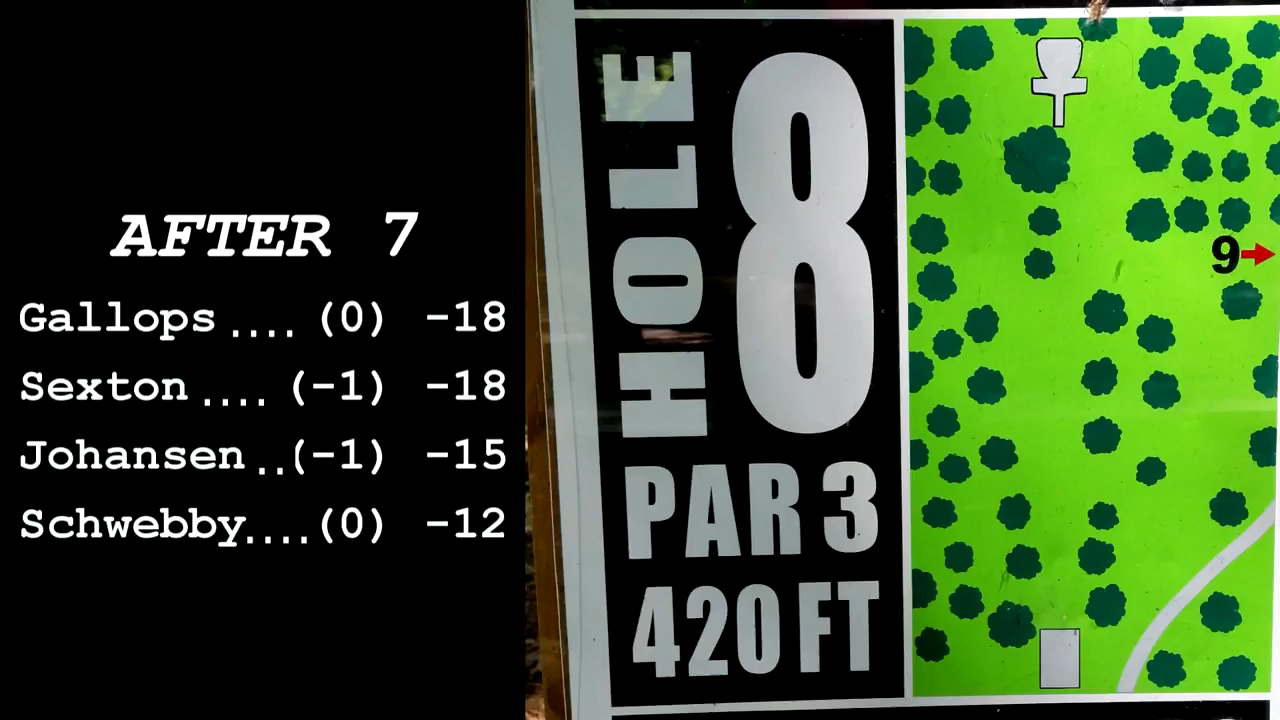 AFTER 7
Gallops .... (0) -18
Sexton .... (-1) -18
Johansen ..(-1) -15
Schwebby....(0) -12
HOLE 8
PAR 3
420 FT
9